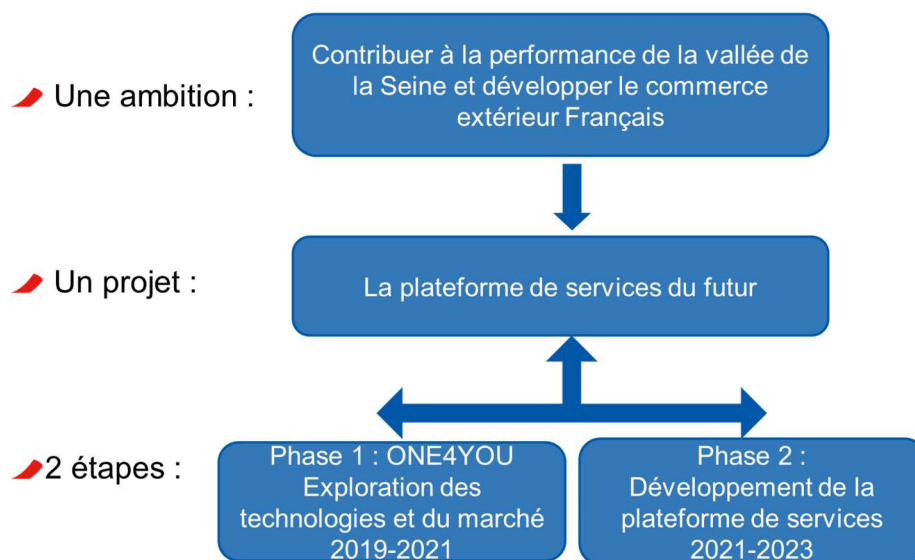 Une ambition :
Contribuer à la performance de la vallée de
la Seine et développer le commerce
extérieur Français
Un projet :
La plateforme de services du futur
2 étapes :
Phase 1 : ONE4YOU
Exploration des
technologies et du marché
2019-2021
Phase 2 :
Développement de la
plateforme de services
2021-2023